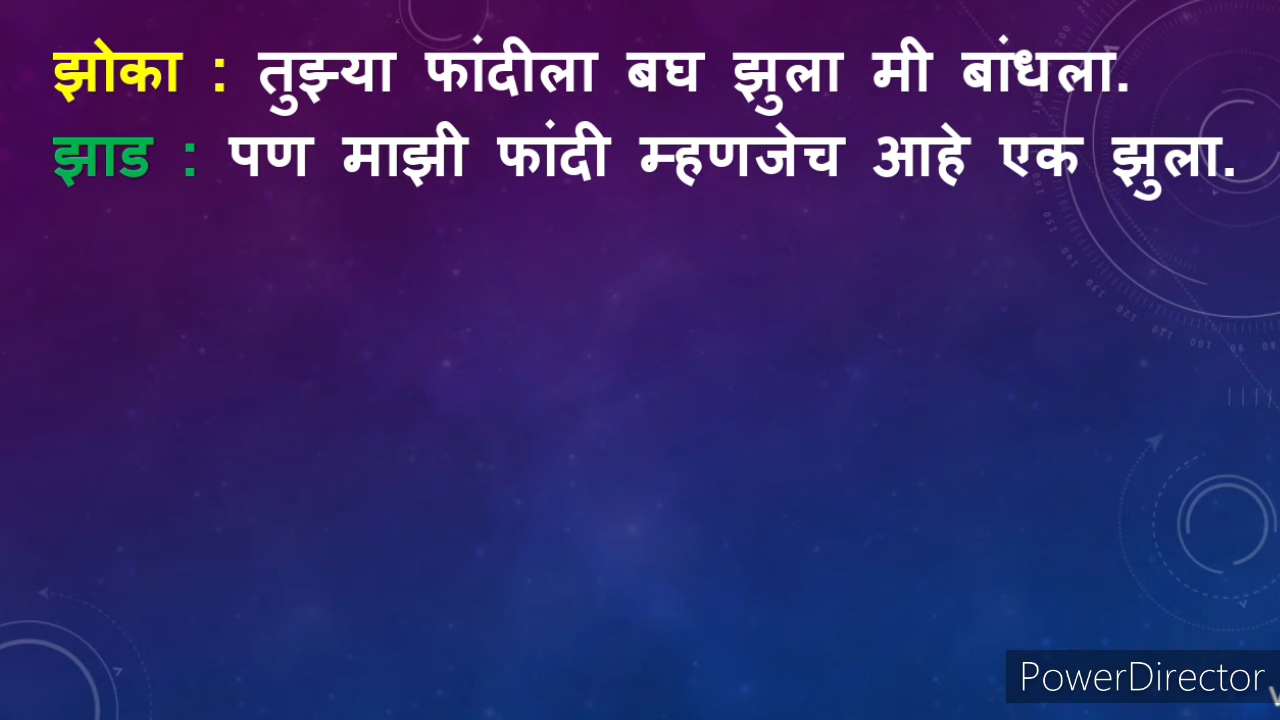 झोका : तुझ्या फांदीला बघ झुला मी बांधला.
झाड : पण माझी फांदी म्हणजेच आहे एक झुला.
PowerDirector